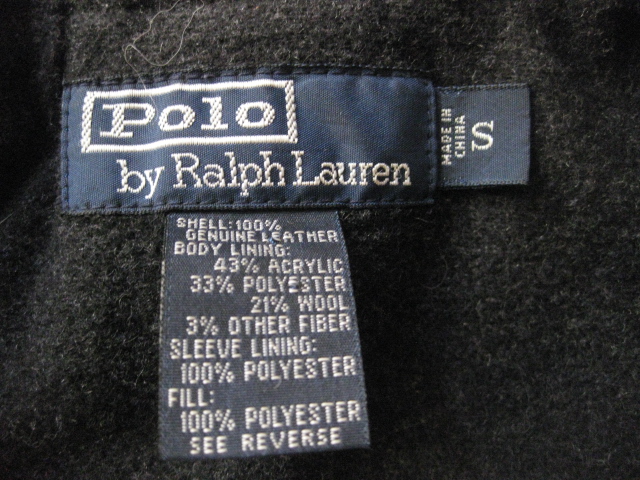 Polo
by Ralph Lauren
MADE IN
CHINA
S
SHELL:100%
GENUINE LEATHER
BODY LINING:
43% ACRYLIC
33% POLYESTER
21% WOOL
3% OTHER FIBER
SLEEVE LINING:
100% POLYESTER
FILL:
100% POLYESTER
SEE REVERSE